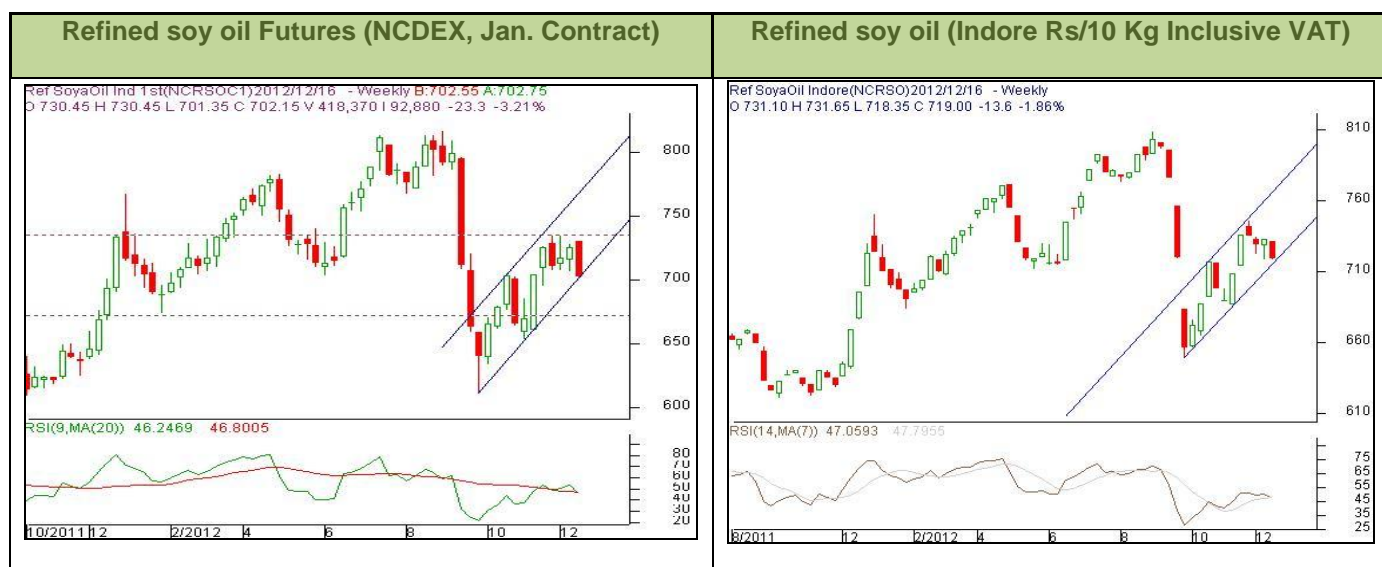 Refined soy oil Futures (NCDEX, Jan. Contract)
Ref SoyaOil Ind 1st(NCRSOC1)2012/12/16 - Weekly B:702.55 A:702.75
O 730.45 H 730.45 L 701.35 C 702.15 V 418,370 I 92,880 -23.3 -3.21%
800
750
700
650
600
RSI(9,MA(20)) 46.2469 46.8005
80
70
60
50
40
30
20
10/2011 12 2/2012 4 6 8 10 12
Refined soy oil (Indore Rs/10 Kg Inclusive VAT)
Ref SoyaOil Indore(NCRSO)2012/12/16 - Weekly
O 731.10 H 731.65 L 718.35 C 719.00 -13.6 -1.86%
810
760
710
660
610
RSI(14,MA(7)) 47.0593 47.7955
75
65
55
45
35
25
8/2011 12 2/2012 4 6 8 10 12